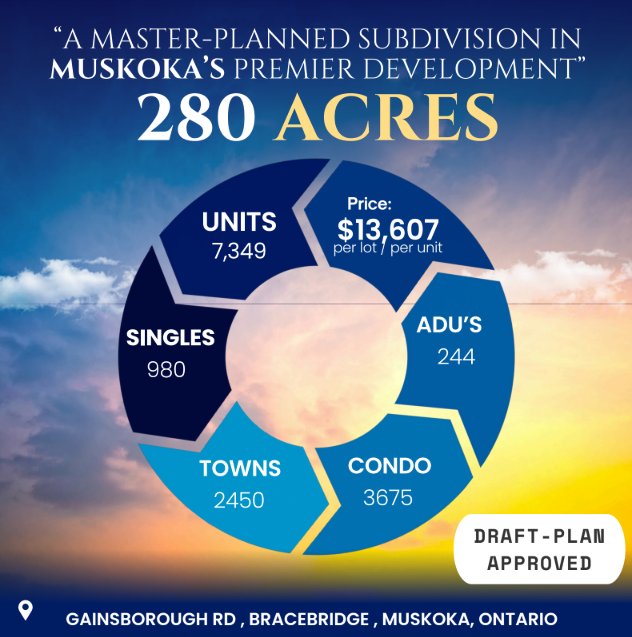 “A MASTER-PLANNED SUBDIVISION IN
MUSKOKA’S PREMIER DEVELOPMENT”
280 ACRES
UNITS
7,349
Price:
$13,607
per lot / per unit
ADU’S
244
SINGLES
980
TOWNS
2450
CONDO
3675
DRAFT-PLAN
APPROVED
GAINSBOROUGH RD , BRACEBRIDGE , MUSKOKA, ONTARIO